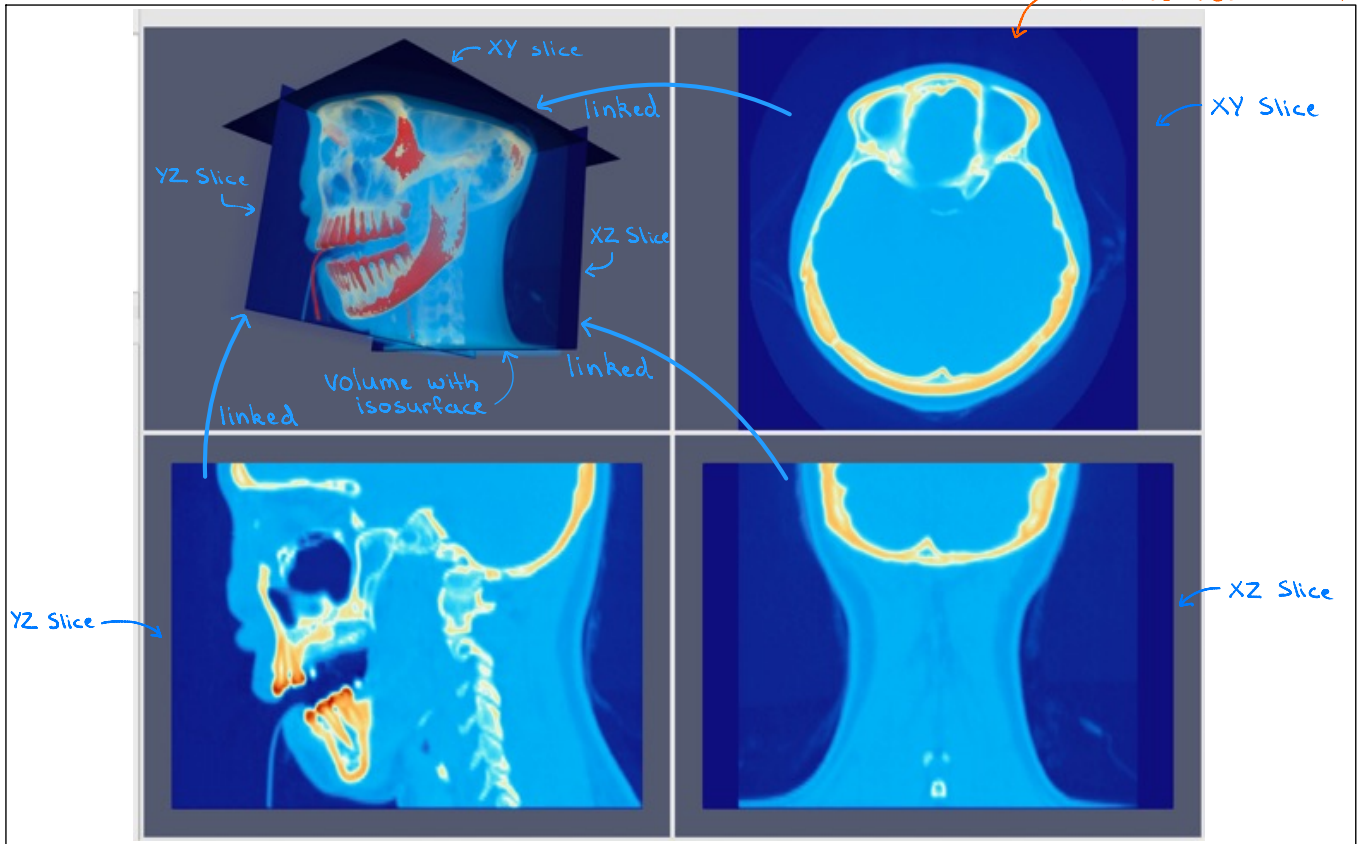 XY slice
linked
XY Slice
YZ Slice
XZ Slice
linked
volume with
isosurface
linked
YZ Slice
XZ Slice